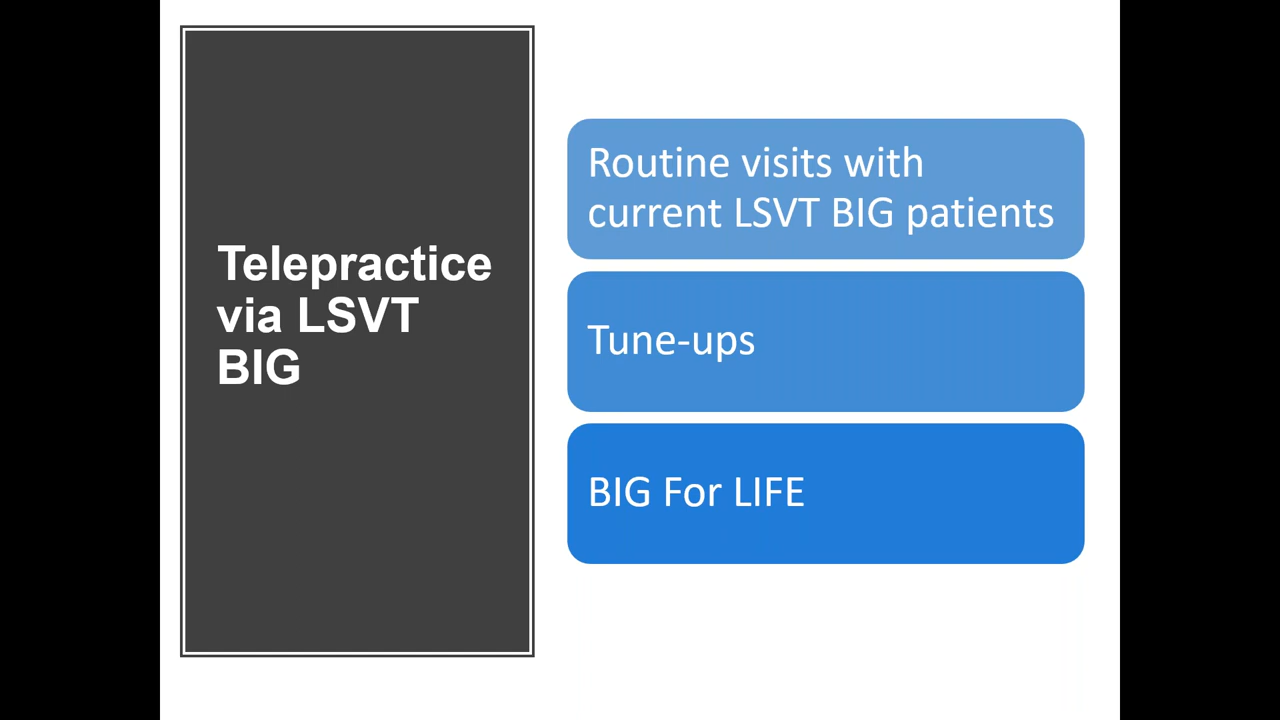 Telepractice
via LSVT
BIG
Routine visits with
current LSVT BIG patients
Tune-ups
BIG For LIFE